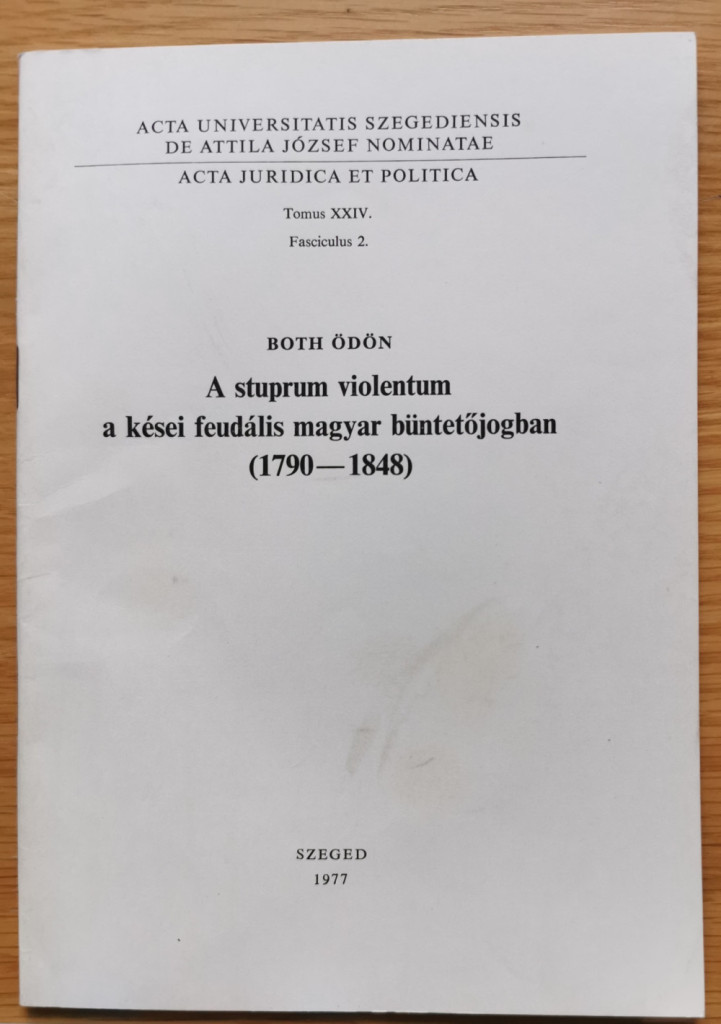 ACTA UNIVERSITATIS SZEGEDIENSIS
DE ATTILA JÓZSEF NOMINATAE
ACTA JURIDICA ET POLITICA
Tomus XXIV.
Fasciculus 2.
BOTH ÖDÖN
A stuprum violentum
a kései feudális magyar büntetőjogban
(1790—1848)
SZEGED
1977